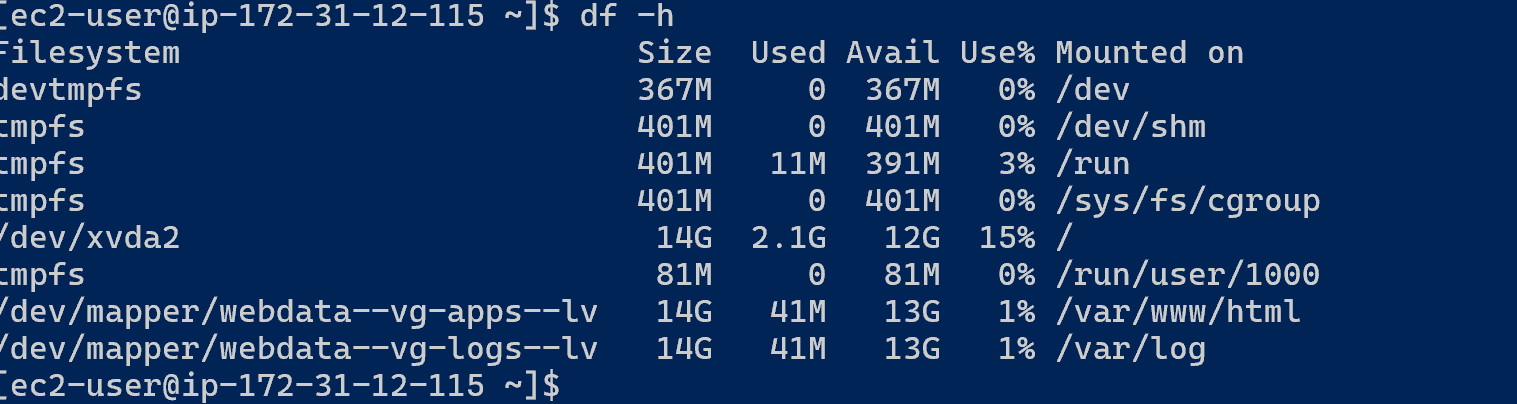 [ec2-user@ip-172-31-12-115 ~]$ df -h
Filesystem Size Used Avail Use% Mounted on
devtmpfs 367M 0 367M 0% /dev
tmpfs 401M 0 401M 0% /dev/shm
tmpfs 401M 11M 391M 3% /run
tmpfs 401M 0 401M 0% /sys/fs/cgroup
/dev/xvda2 14G 2.1G 12G 15% /
tmpfs 81M 0 81M 0% /run/user/1000
/dev/mapper/webdata--vg-apps--lv 14G 41M 13G 1% /var/www/html
/dev/mapper/webdata--vg-logs--lv 14G 41M 13G 1% /var/log
[ec2-user@ip-172-31-12-115 ~]$